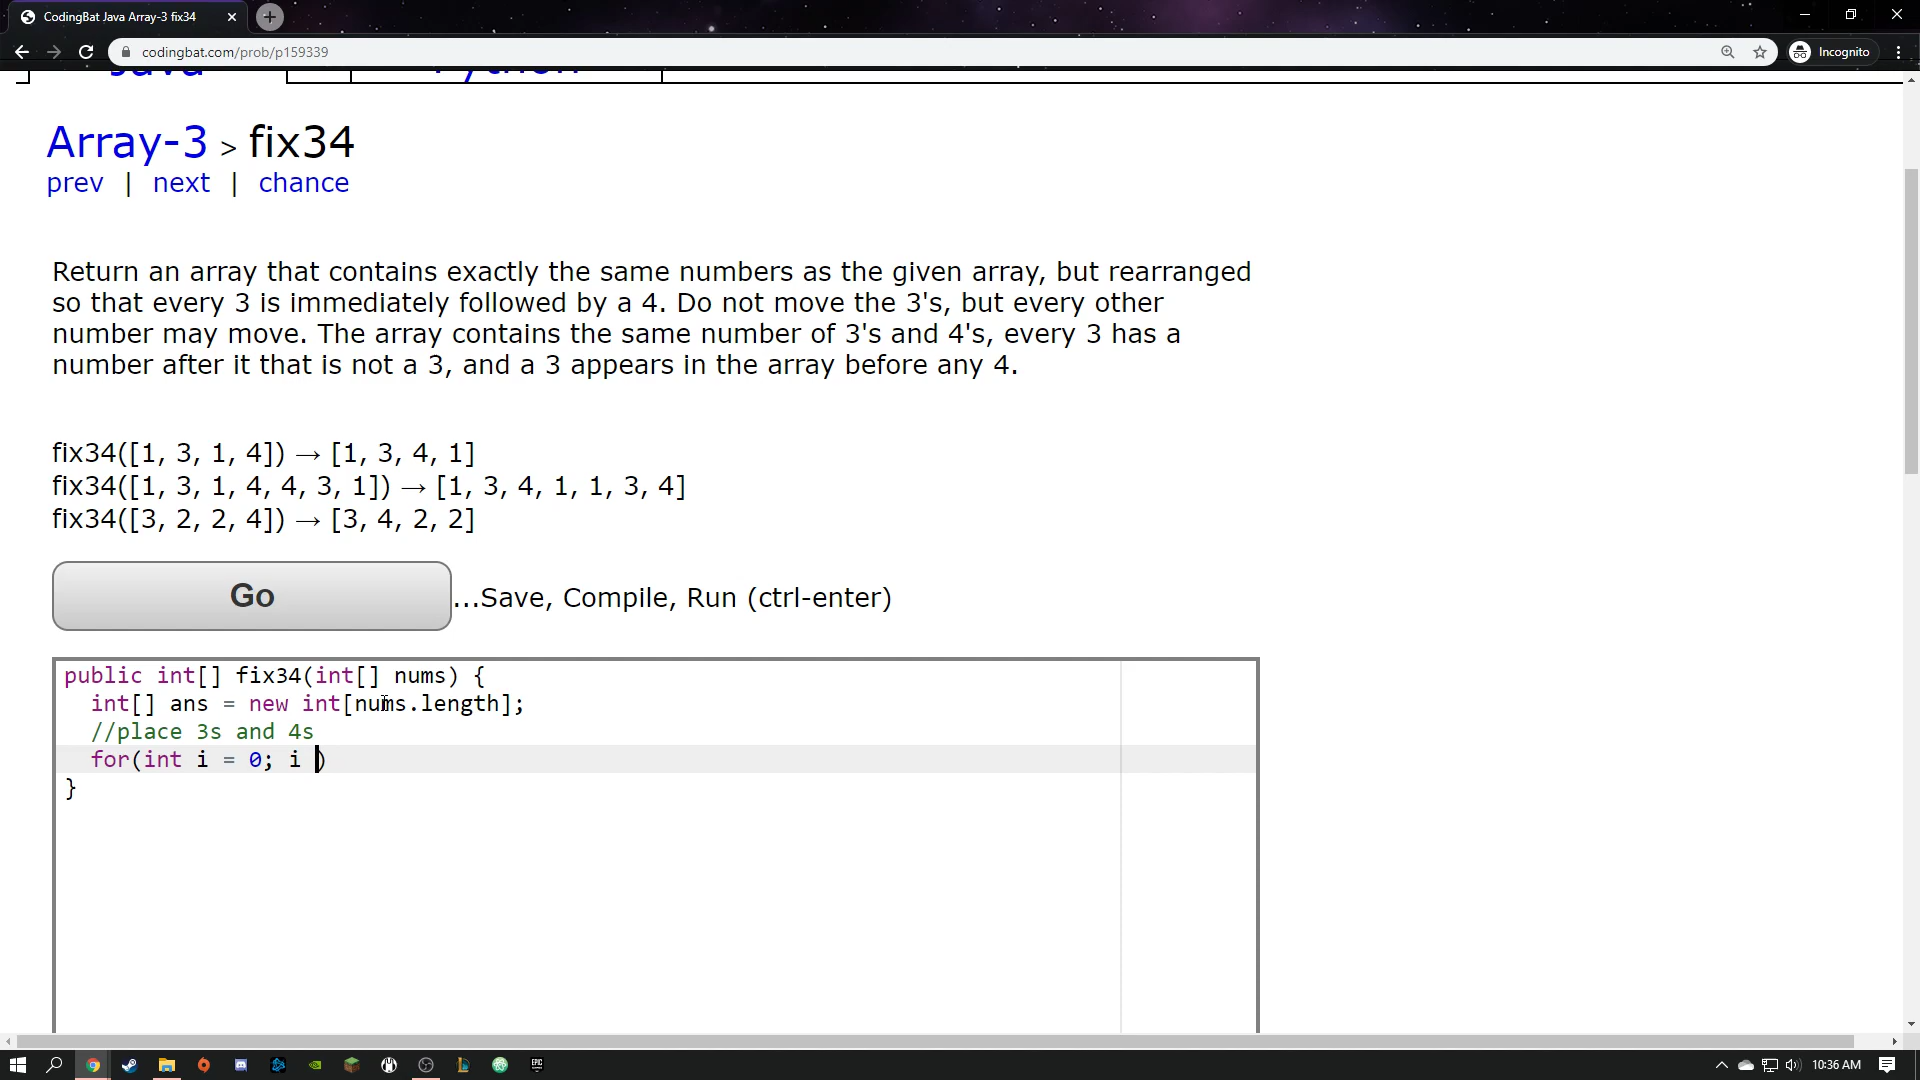 CodingBat Java Array-3 fix34
codingbat.com/prob/p159339
Incognito
Java
Python
Array-3 > fix34
prev | next | chance
Return an array that contains exactly the same numbers as the given array, but rearranged
so that every 3 is immediately followed by a 4. Do not move the 3's, but every other
number may move. The array contains the same number of 3's and 4's, every 3 has a
number after it that is not a 3, and a 3 appears in the array before any 4.
fix34([1, 3, 1, 4]) → [1, 3, 4, 1]
fix34([1, 3, 1, 4, 4, 3, 1]) → [1, 3, 4, 1, 1, 3, 4]
fix34([3, 2, 2, 4]) → [3, 4, 2, 2]
Go
...Save, Compile, Run (ctrl-enter)
public int[] fix34(int[] nums) {
int[] ans = new int[nums.length];
//place 3s and 4s
for(int i = 0; i )
}
EPIC
10:36 AM